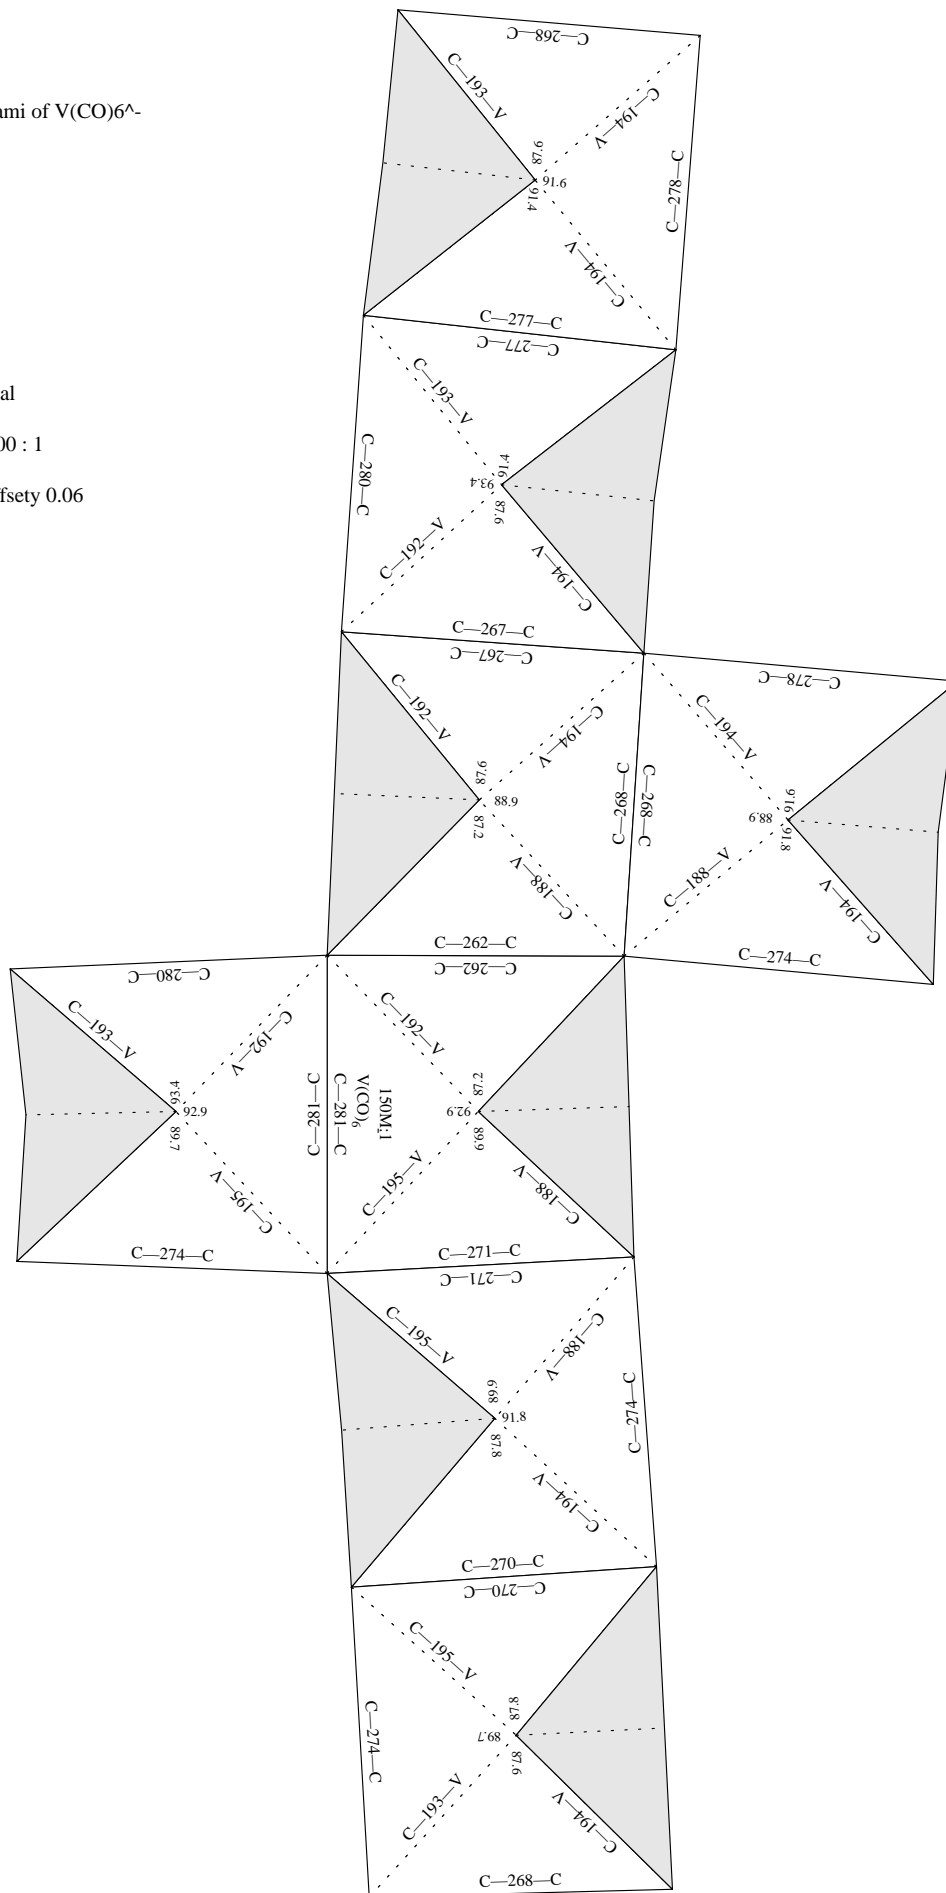 ami of V(CO)6^-
al
00 : 1
ffsety 0.06
C—268—C
C—193—V
C—194—V
87.6
91.6
91.4
C—278—C
C—194—V
C—277—C
C—277—C
C—193—V
C—280—C
91.4
93.4
87.6
C—192—V
C—194—V
C—267—C
C—267—C
C—278—C
C—192—V
C—194—V
C—194—V
87.6
88.9
87.2
C—268—C
C—268—C
91.6
88.9
91.8
C—188—V
C—188—V
C—194—V
C—262—C
C—262—C
C—274—C
C—280—C
C—193—V
C—192—V
C—192—V
93.4
92.9
89.7
C—281—C
C—281—C
V(CO)6
150M:1
87.2
92.9
89.9
C—195—V
C—195—V
C—188—V
C—274—C
C—271—C
C—271—C
C—195—V
C—188—V
89.9
91.8
87.8
C—274—C
C—194—V
C—270—C
C—270—C
C—195—V
C—274—C
87.8
89.7
87.6
C—193—V
C—194—V
C—268—C